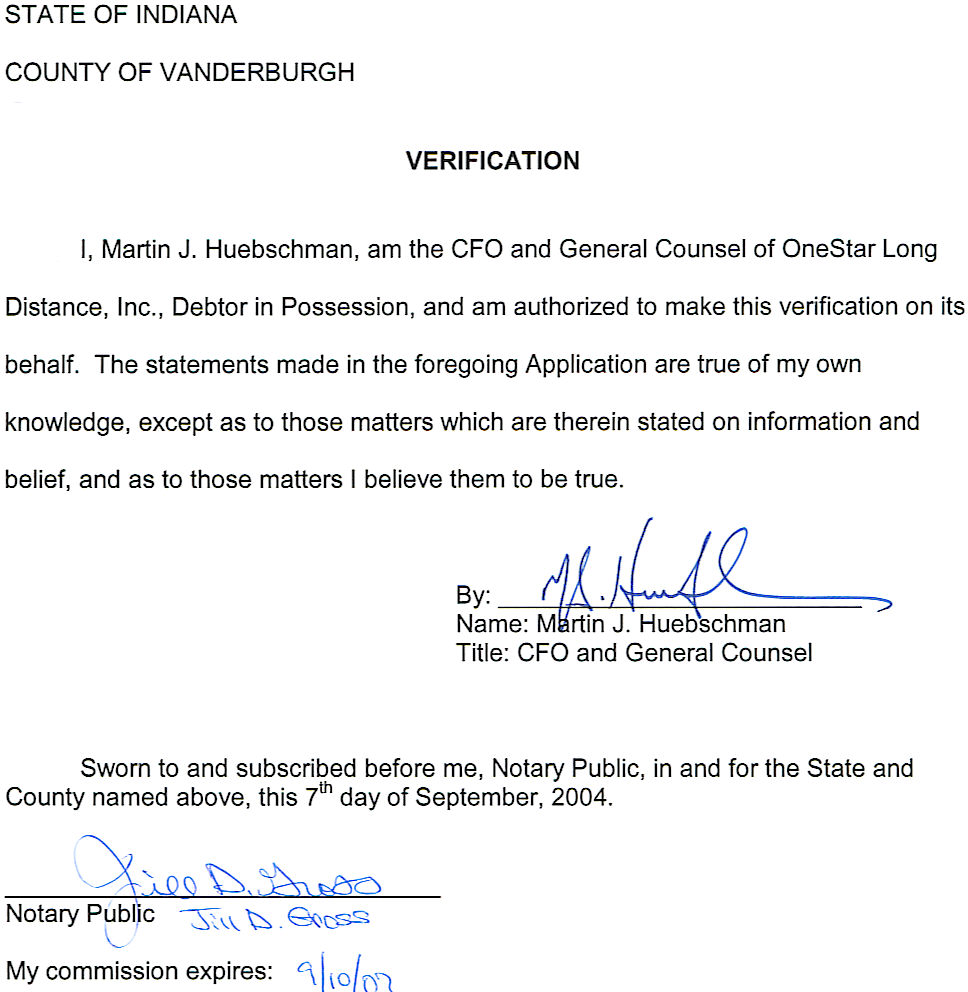 STATE OF INDIANA
COUNTY OF VANDERBURGH
VERIFICATION
I, Martin J. Huebschman, am the CFO and General Counsel of OneStar Long
Distance, Inc., Debtor in Possession, and am authorized to make this verification on its
behalf. The statements made in the foregoing Application are true of my own
knowledge, except as to those matters which are therein stated on information and
belief, and as to those matters I believe them to be true.
By:
Name: Martin J. Huebschman
Title: CFO and General Counsel
Sworn to and subscribed before me, Notary Public, in and for the State and
County named above, this 7th day of September, 2004.
Jill D. Gross
Notary Public Jill D. Gross
My commission expires: 9/10/07